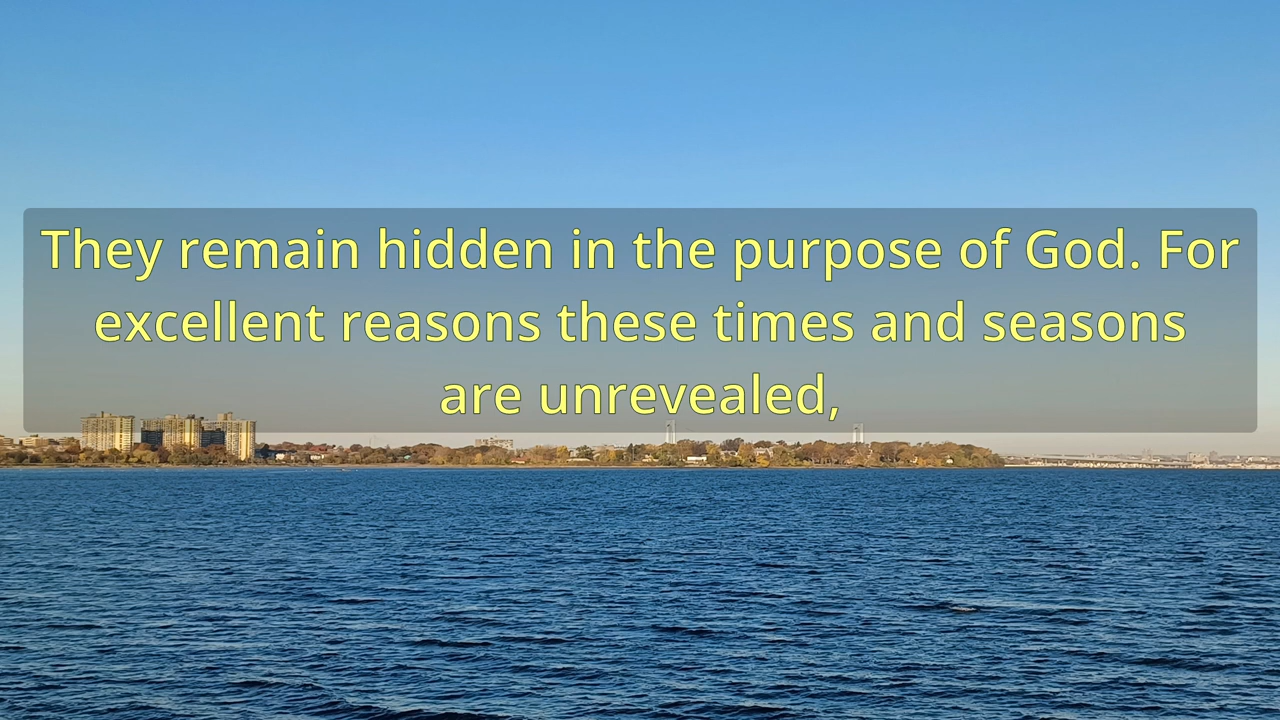 They remain hidden in the purpose of God. For
excellent reasons these times and seasons
are unrevealed,